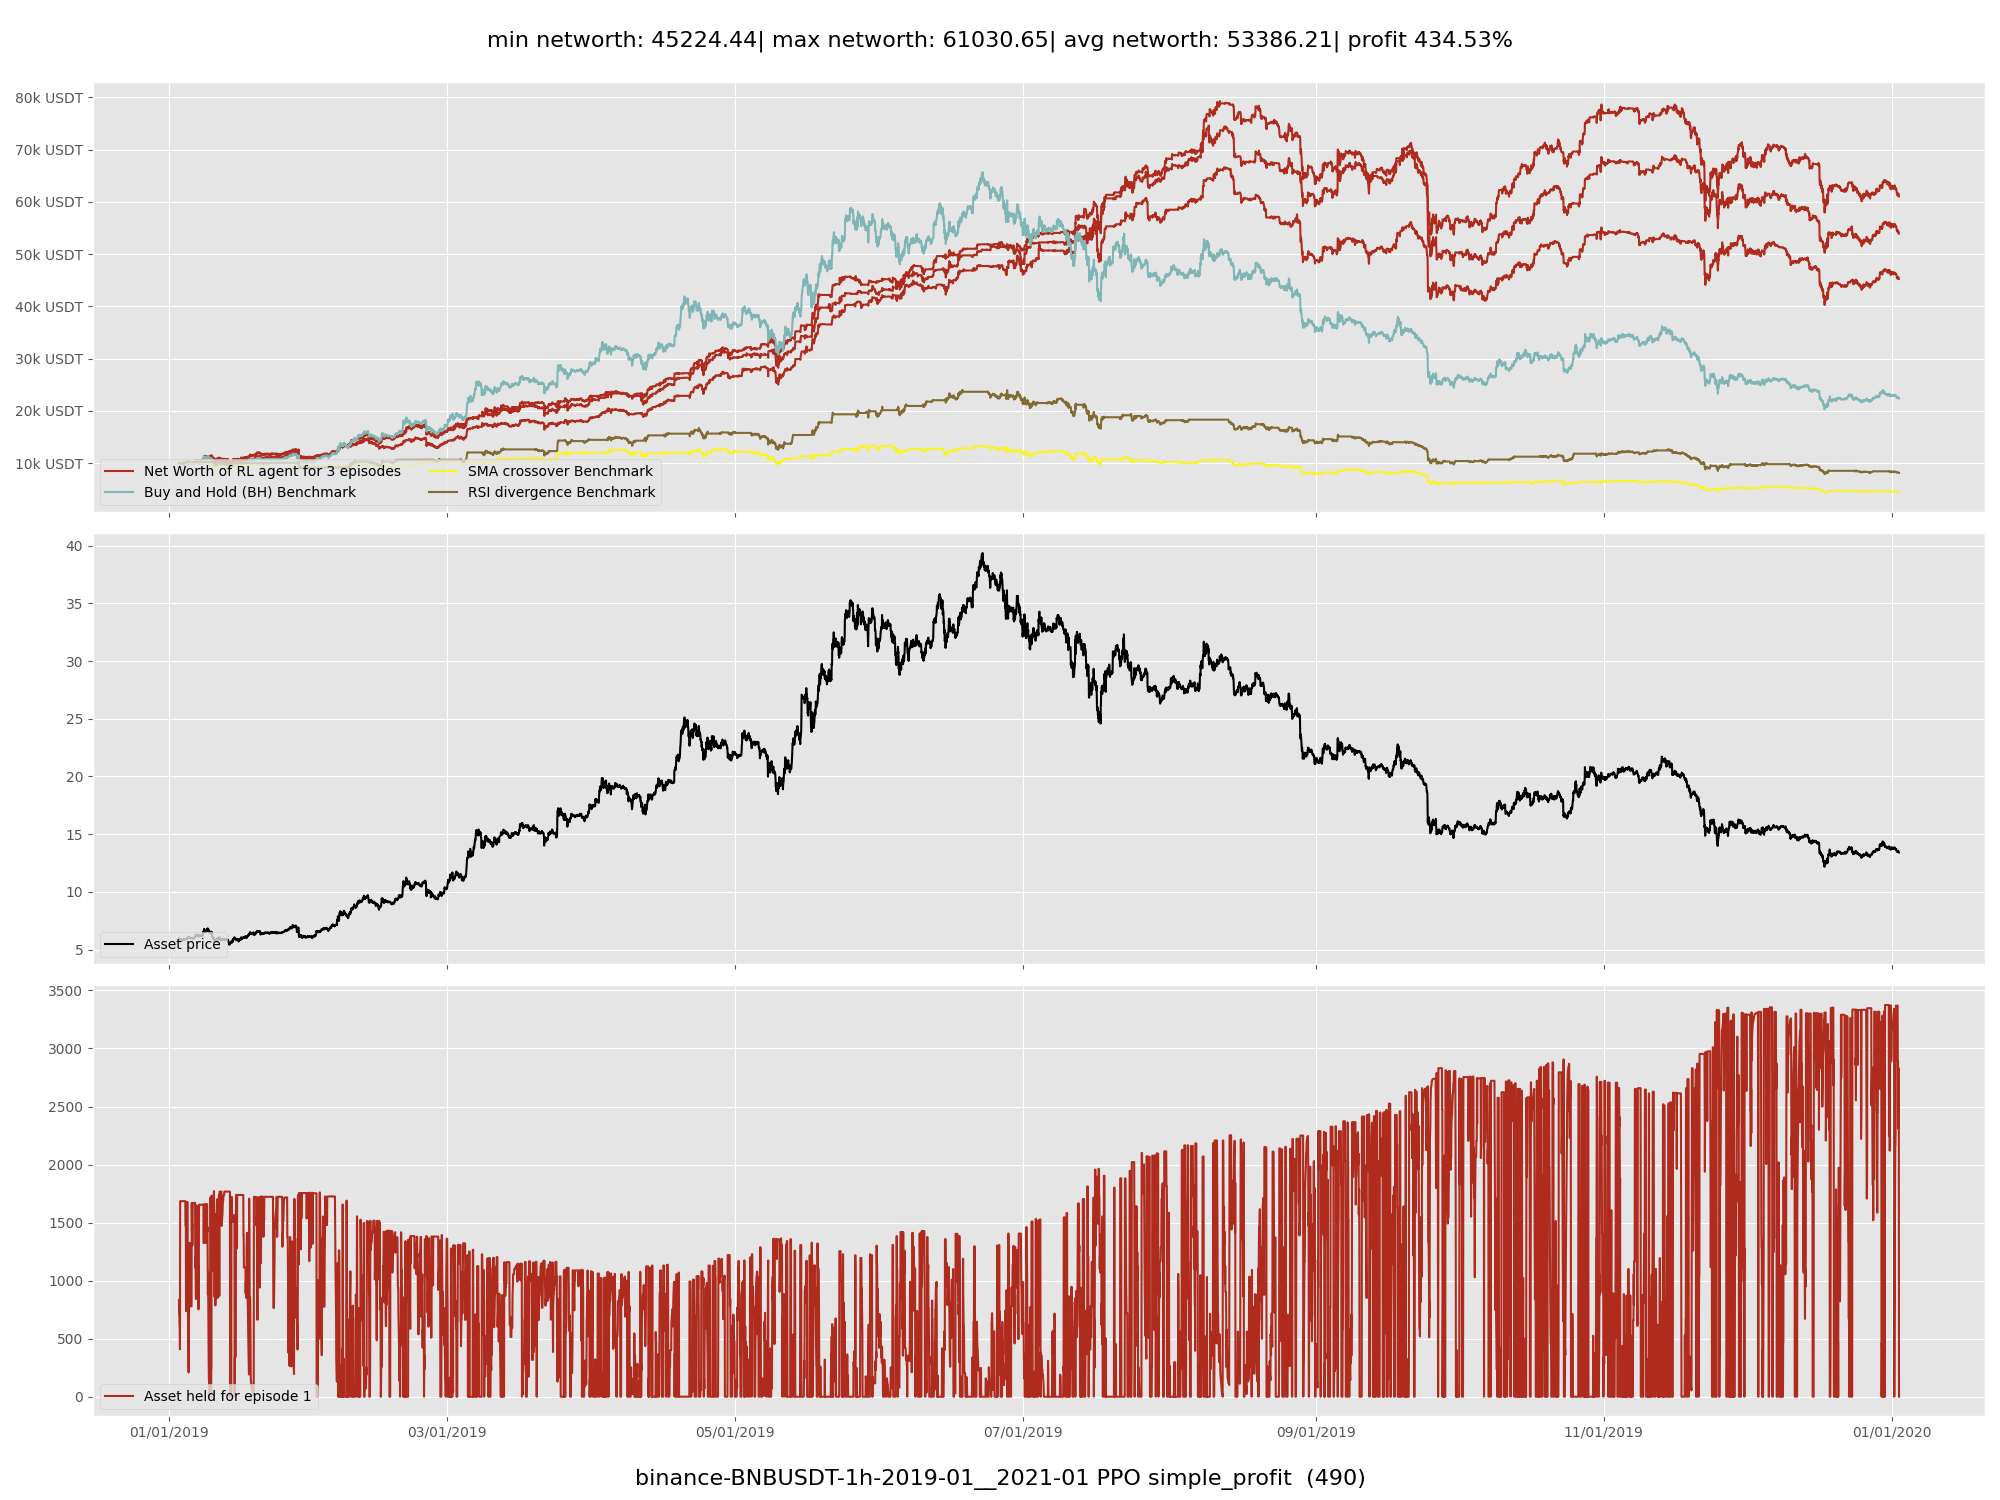 min networth: 45224.44| max networth: 61030.65| avg networth: 53386.21| profit 434.53%
80k USDT
70k USDT
60k USDT
50k USDT
40k USDT
30k USDT
20k USDT
10k USDT
Net Worth of RL agent for 3 episodes
Buy and Hold (BH) Benchmark
SMA crossover Benchmark
RSI divergence Benchmark
40
35
30
25
20
15
10
5
Asset price
3500
3000
2500
2000
1500
1000
500
0
Asset held for episode 1
01/01/2019 03/01/2019 05/01/2019 07/01/2019 09/01/2019 11/01/2019 01/01/2020
binance-BNBUSDT-1h-2019-01__2021-01 PPO simple_profit (490)